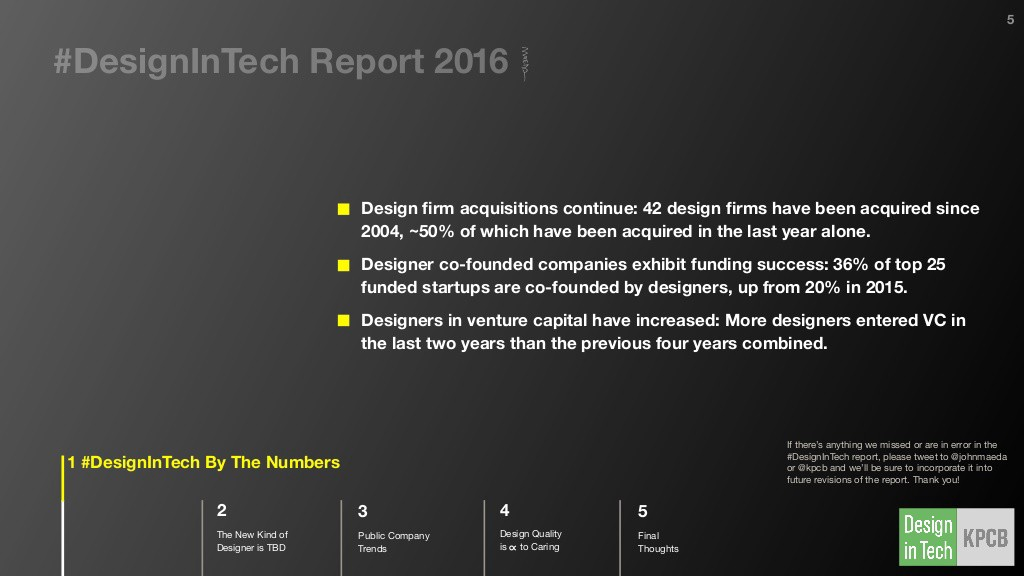 5
#DesignInTech Report 2016
Design firm acquisitions continue: 42 design firms have been acquired since
2004, ~50% of which have been acquired in the last year alone.
Designer co-founded companies exhibit funding success: 36% of top 25
funded startups are co-founded by designers, up from 20% in 2015.
Designers in venture capital have increased: More designers entered VC in
the last two years than the previous four years combined.
If there's anything we missed or are in error in the
#DesignInTech report, please tweet to @johnmaeda
or @kpcb and we'll be sure to incorporate it into
future revisions of the report. Thank you!
1 #DesignInTech By The Numbers
2
The New Kind of
Designer is TBD
3
Public Company
Trends
4
Design Quality
is ∝ to Caring
5
Final
Thoughts
Design
in Tech
KPCB